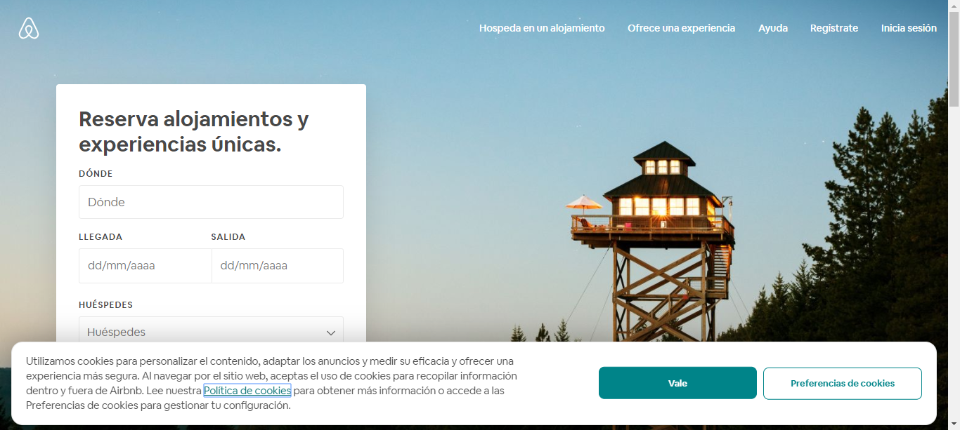 Hospeda en un alojamiento Ofrece una experiencia Ayuda Regístrate Inicia sesión
Reserva alojamientos y
experiencias únicas.
DÓNDE
Dónde
LLEGADA SALIDA
dd/mm/aaaa dd/mm/aaaa
HUÉSPEDES
Huéspedes
Utilizamos cookies para personalizar el contenido, adaptar los anuncios y medir su eficacia y ofrecer una
experiencia más segura. Al navegar por el sitio web, aceptas el uso de cookies para recopilar información
dentro y fuera de Airbnb. Lee nuestra Política de cookies para obtener más información o accede a las
Preferencias de cookies para gestionar tu configuración.
Vale
Preferencias de cookies